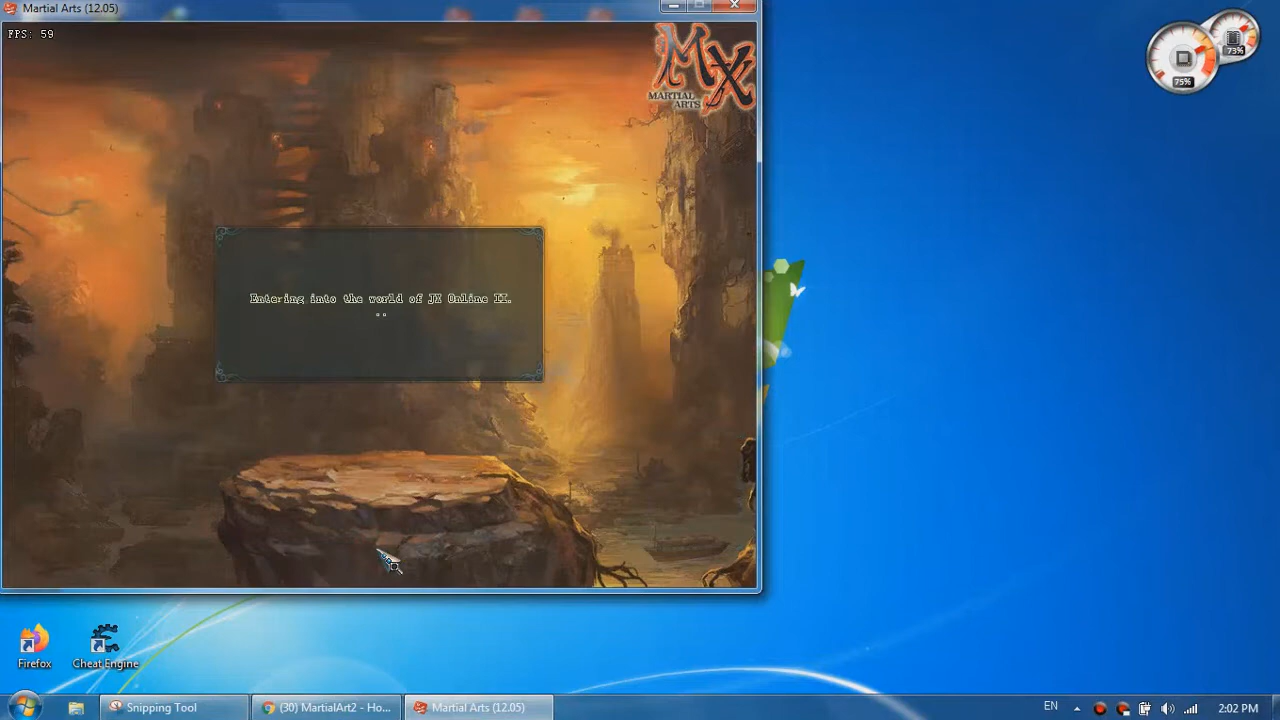 Martial Arts (12.05)
FPS: 59
MX
MARTIAL
ARTS
73%
75%
Entering into the world of JX Online II.
..
Firefox
Cheat Engine
Snipping Tool
(30) MartialArt2 - Ho...
Martial Arts (12.05)
EN
2:02 PM